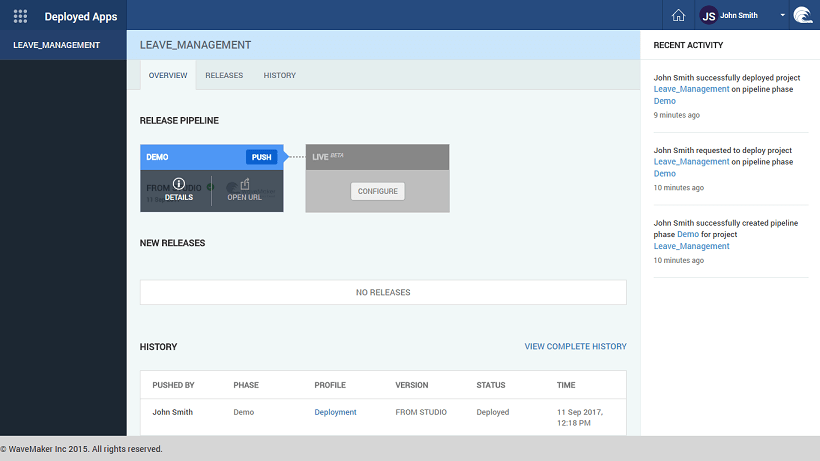 Deployed Apps
JS John Smith
LEAVE_MANAGEMENT
LEAVE_MANAGEMENT
OVERVIEW RELEASES HISTORY
RELEASE PIPELINE
DEMO PUSH
LIVE BETA
FROM STUDIO
11 Sep
DETAILS OPEN URL
CONFIGURE
NEW RELEASES
NO RELEASES
HISTORY VIEW COMPLETE HISTORY
PUSHED BY PHASE PROFILE VERSION STATUS TIME
John Smith Demo Deployment FROM STUDIO Deployed 11 Sep 2017,
12:18 PM
RECENT ACTIVITY
John Smith successfully deployed project
Leave_Management on pipeline phase
Demo
9 minutes ago
John Smith requested to deploy project
Leave_Management on pipeline phase
Demo
10 minutes ago
John Smith successfully created pipeline
phase Demo for project
Leave_Management
10 minutes ago
© WaveMaker Inc 2015. All rights reserved.